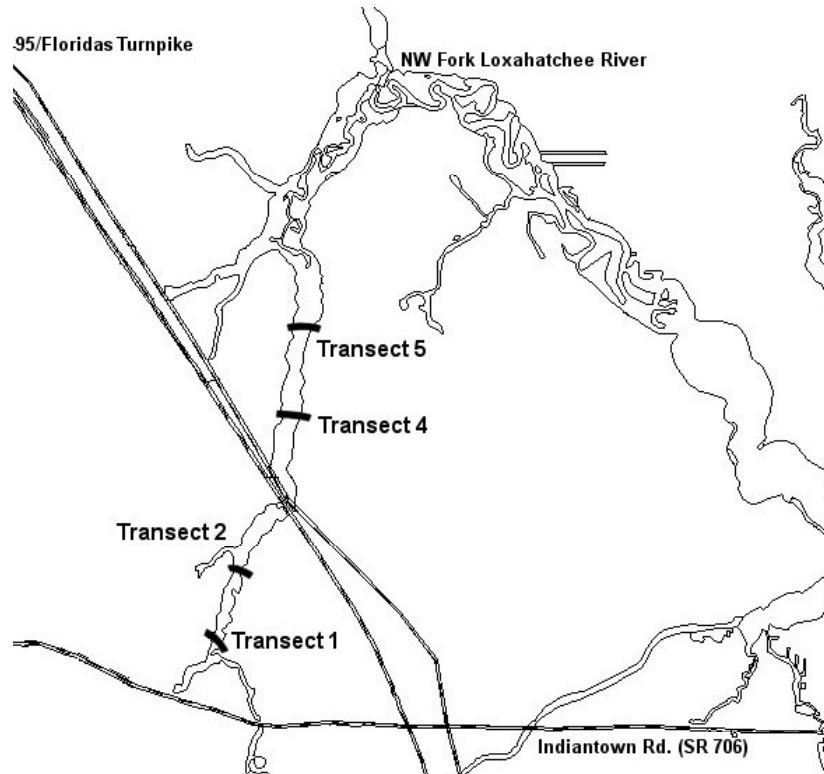 -95/Floridas Turnpike
NW Fork Loxahatchee River
Transect 5
Transect 4
Transect 2
Transect 1
Indiantown Rd. (SR 706)